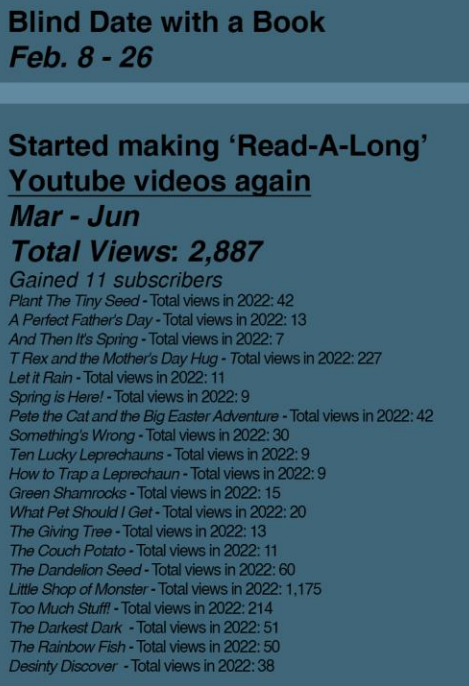 Blind Date with a Book
Feb. 8 - 26
Started making ‘Read-A-Long’
Youtube videos again
Mar - Jun
Total Views: 2,887
Gained 11 subscribers
Plant The Tiny Seed - Total views in 2022: 42
A Perfect Father's Day - Total views in 2022: 13
And Then It's Spring - Total views in 2022: 7
T Rex and the Mother's Day Hug - Total views in 2022: 227
Let it Rain - Total views in 2022: 11
Spring is Here! - Total views in 2022: 9
Pete the Cat and the Big Easter Adventure - Total views in 2022: 42
Something's Wrong - Total views in 2022: 30
Ten Lucky Leprechauns - Total views in 2022: 9
How to Trap a Leprechaun - Total views in 2022: 9
Green Shamrocks - Total views in 2022: 15
What Pet Should I Get - Total views in 2022: 20
The Giving Tree - Total views in 2022: 13
The Couch Potato - Total views in 2022: 11
The Dandelion Seed - Total views in 2022: 60
Little Shop of Monster - Total views in 2022: 1,175
Too Much Stuff! - Total views in 2022: 214
The Darkest Dark - Total views in 2022: 51
The Rainbow Fish - Total views in 2022: 50
Desinty Discover - Total views in 2022: 38